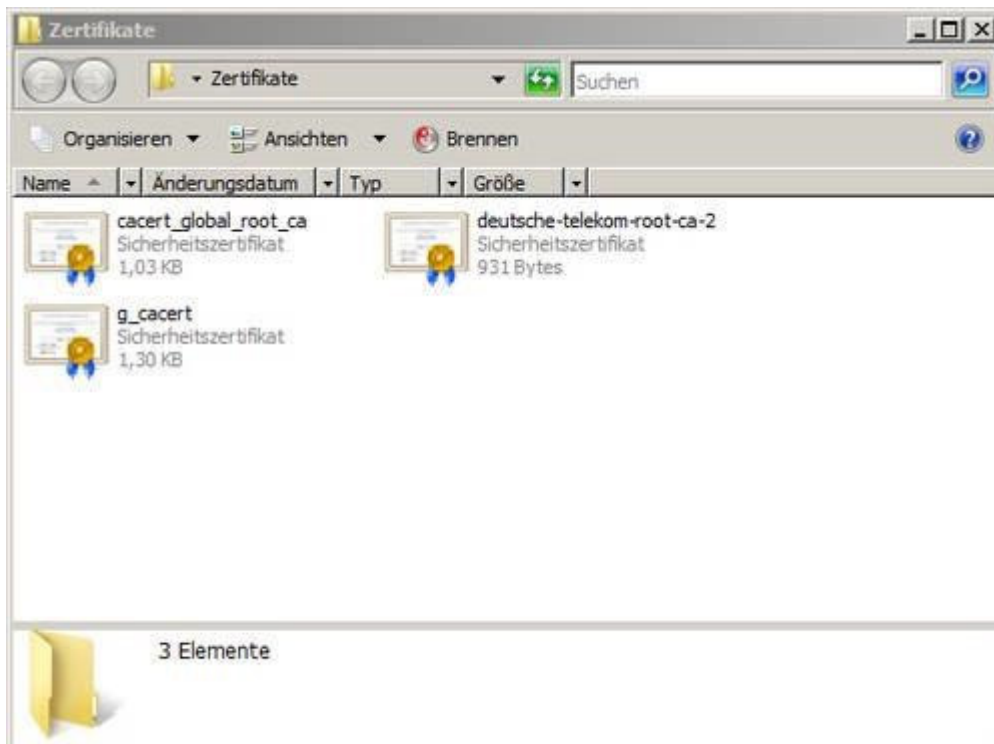 Zertifikate
Zertifikate
Suchen
Organisieren Ansichten Brennen
Name Änderungsdatum Typ Größe
cacert_global_root_ca
Sicherheitszertifikat
1,03 KB
deutsche-telekom-root-ca-2
Sicherheitszertifikat
931 Bytes
g_cacert
Sicherheitszertifikat
1,30 KB
3 Elemente